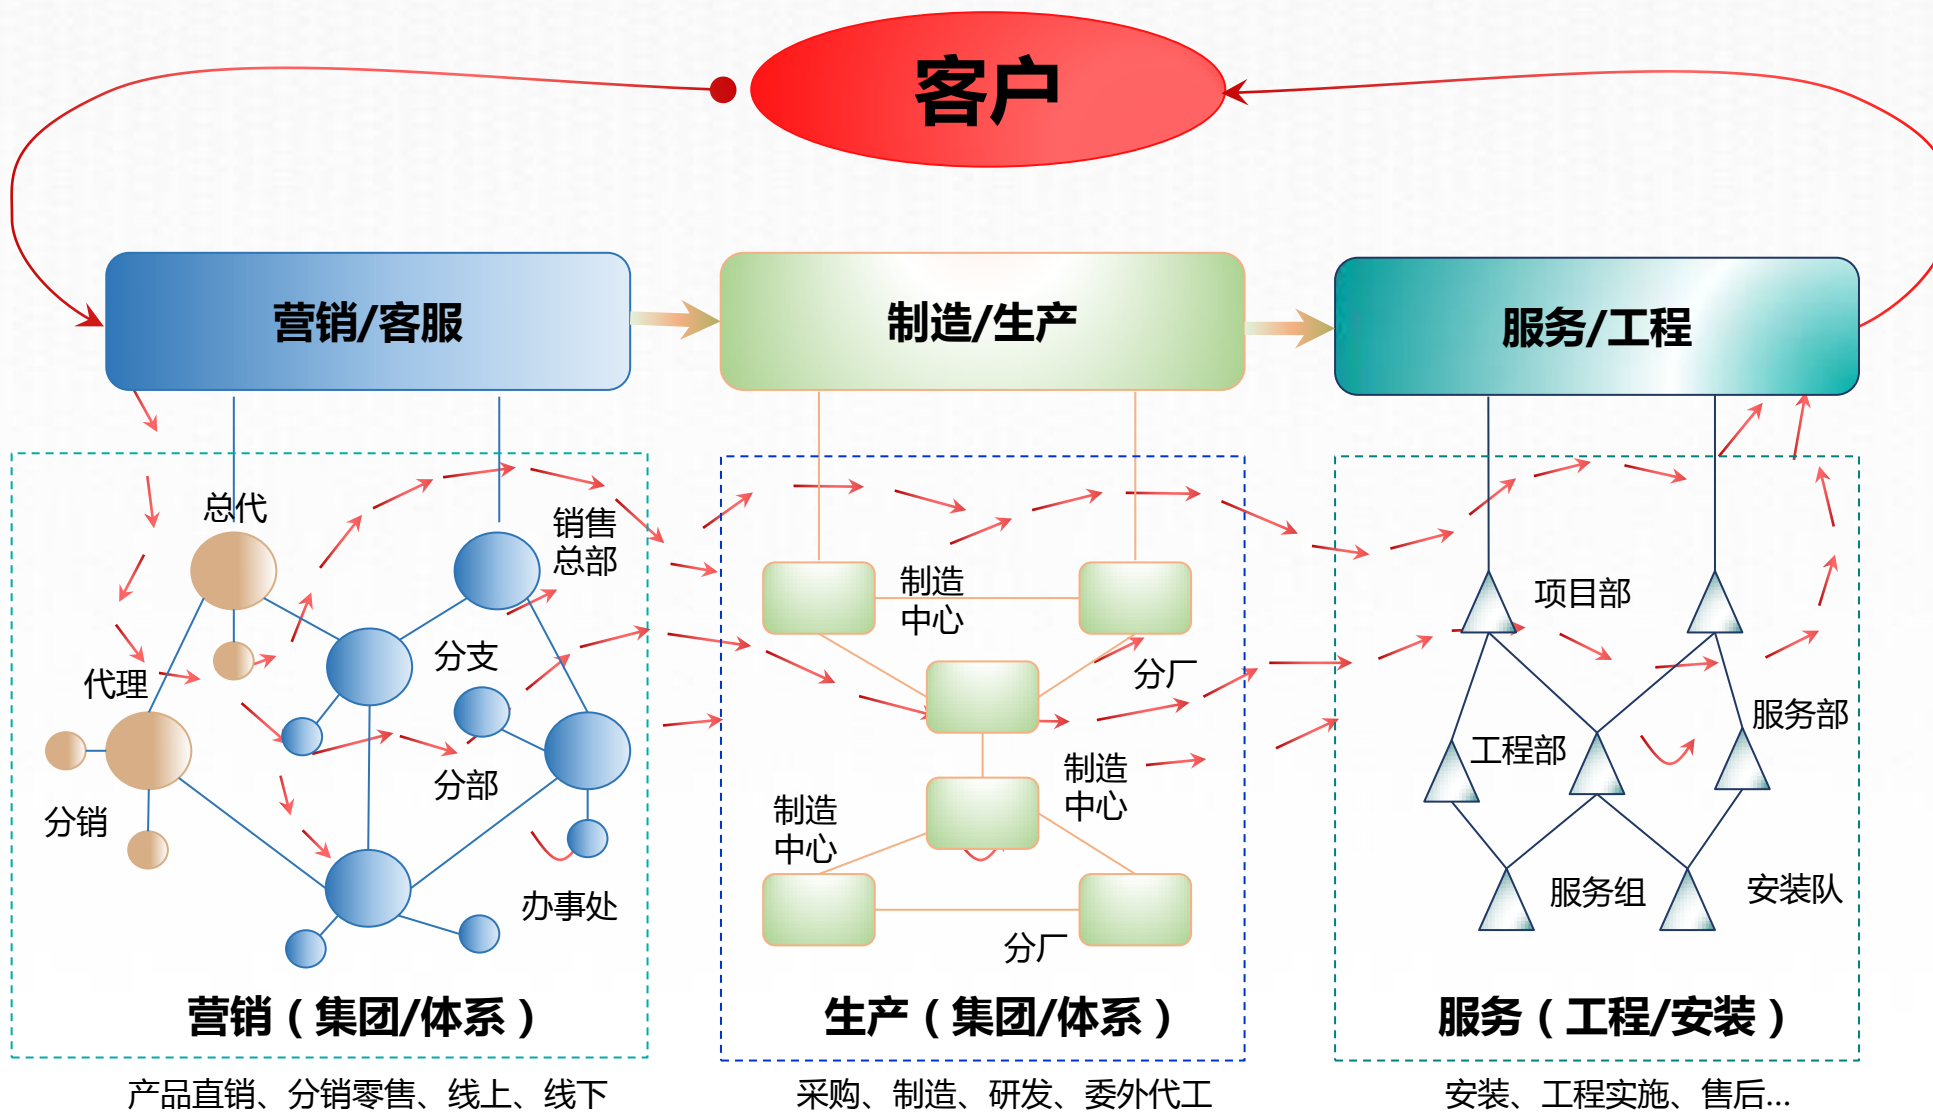 客户
营销/客服
制造/生产
服务/工程
总代
销售
总部
代理
分支
分部
分销
办事处
营销（集团/体系）
制造
中心
分厂
制造
中心
制造
中心
分厂
生产（集团/体系）
项目部
服务部
工程部
服务组
安装队
服务（工程/安装）
产品直销、分销零售、线上、线下
采购、制造、研发、委外代工
安装、工程实施、售后...